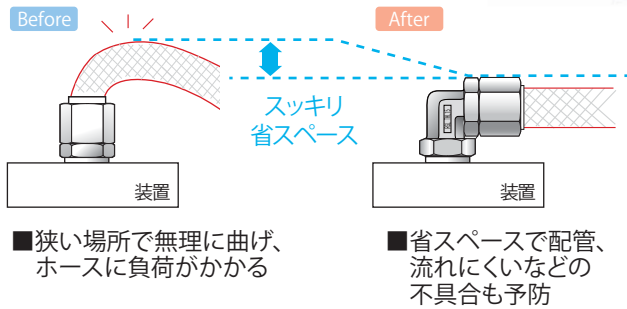 Before
After
スッキリ
省スペース
装置
装置
■狭い場所で無理に曲げ、
ホースに負荷がかかる
■省スペースで配管、
流れにくいなどの
不具合も予防